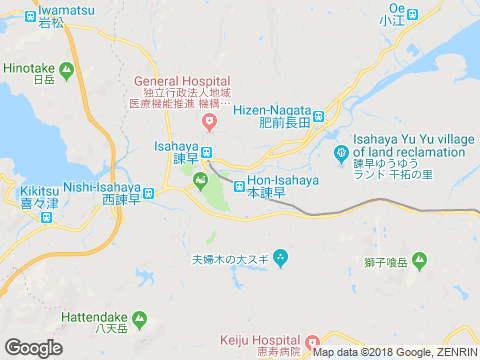 Oe
小江
Iwamatsu
岩松
Hinotake
日岳
General Hospital
独立行政法人地域
医療機能推進 機構…
Hizen-Nagata
肥前長田
Isahaya
諫早
Isahaya Yu Yu village
of land reclamation
諫早ゆうゆう
ランド 干拓の里
Kikitsu
喜々津
Nishi-Isahaya
西諫早
Hon-Isahaya
本諫早
夫婦木の大スギ
獅子喰岳
Hattendake
八天岳
Keiju Hospital
恵寿病院
Google
Map data ©2018 Google, ZENRIN